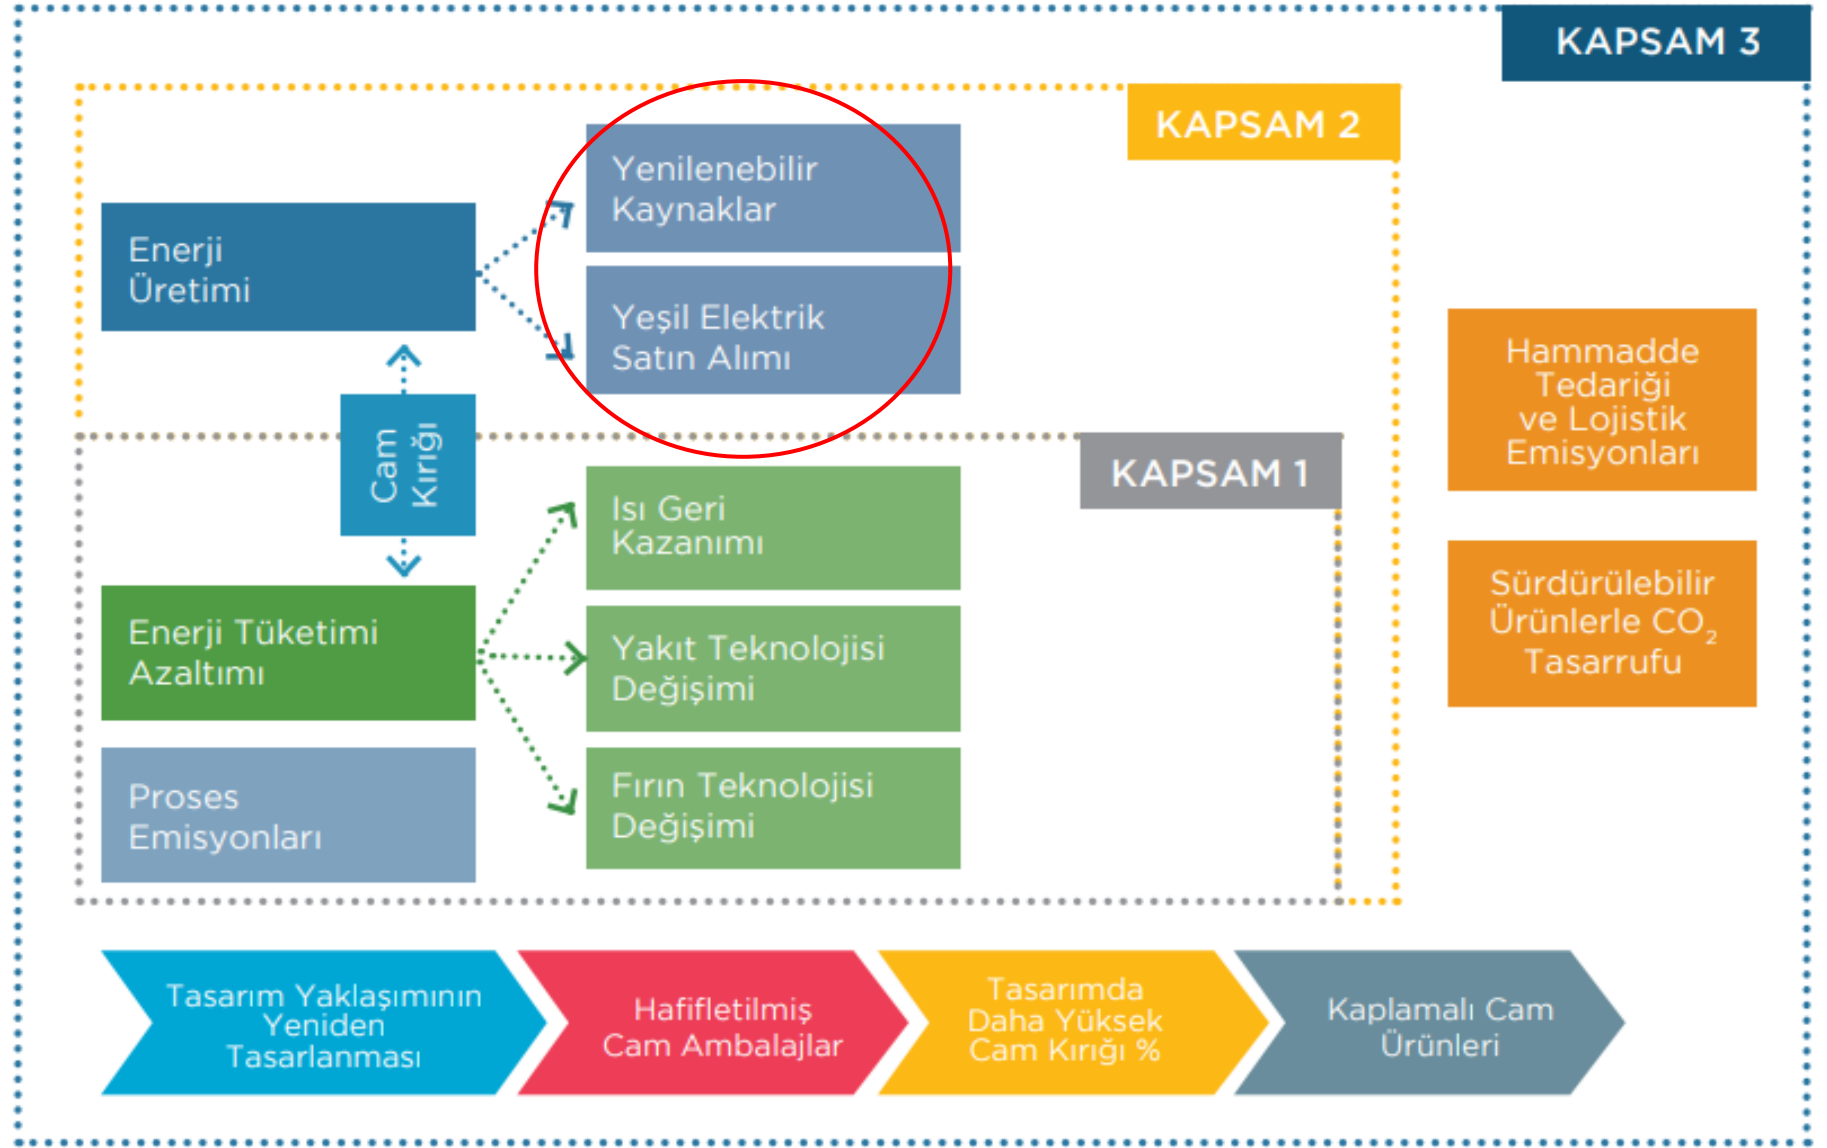 KAPSAM 3
KAPSAM 2
Yenilenebilir
Kaynaklar
Enerji
Üretimi
Yeşil Elektrik
Satın Alımı
Hammadde
Tedariği
ve Lojistik
Emisyonları
Cam
Kırığı
KAPSAM 1
Isı Geri
Kazanımı
Enerji Tüketimi
Azaltımı
Yakıt Teknolojisi
Değişimi
Sürdürülebilir
Ürünlerle CO₂
Tasarrufu
Proses
Emisyonları
Fırın Teknolojisi
Değişimi
Tasarım Yaklaşımının
Yeniden
Tasarlanması
Hafifletilmiş
Cam Ambalajlar
Tasarımda
Daha Yüksek
Cam Kırığı %
Kaplamalı Cam
Ürünleri